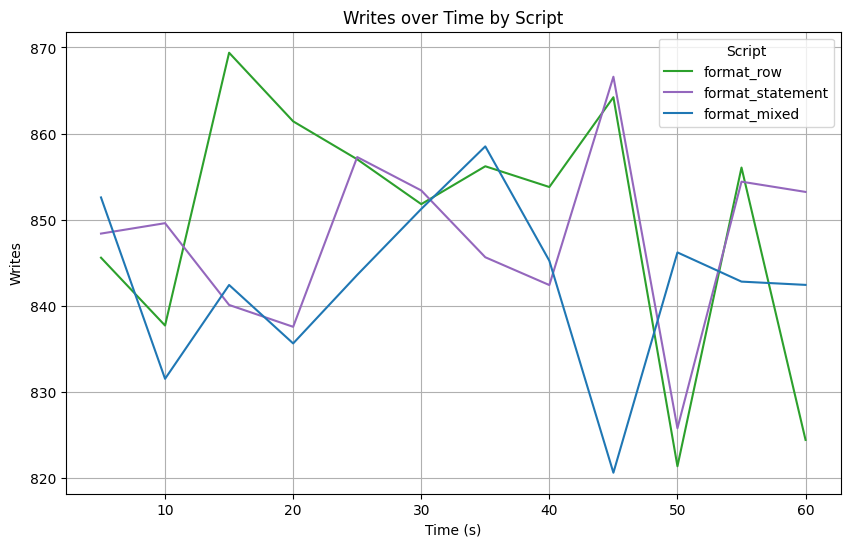 Writes over Time by Script
Script
format_row
format_statement
format_mixed
870
860
850
840
830
820
Writes
10
20
30
40
50
60
Time (s)